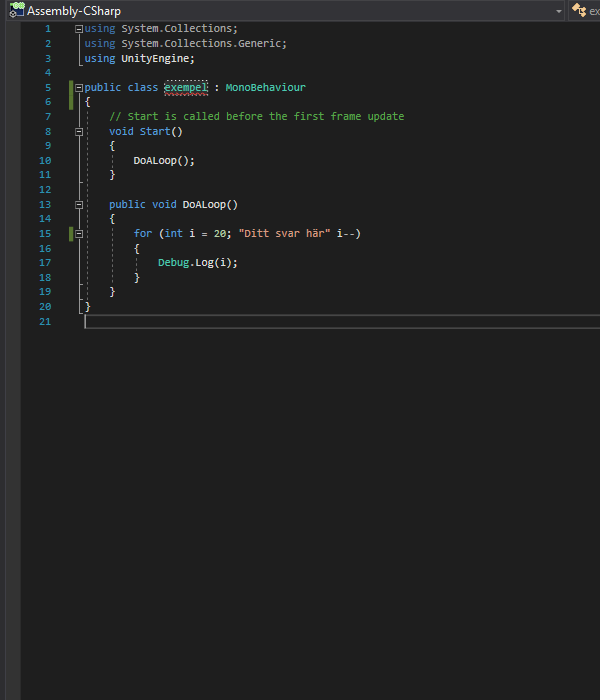 Assembly-CSharp ex
1 using System.Collections;
2 using System.Collections.Generic;
3 using UnityEngine;
4
5 public class exempel : MonoBehaviour
6 {
7 // Start is called before the first frame update
8 void Start()
9 {
10 DoALoop();
11 }
12
13 public void DoALoop()
14 {
15 for (int i = 20; "Ditt svar här" i--)
16 {
17 Debug.Log(i);
18 }
19 }
20 }
21